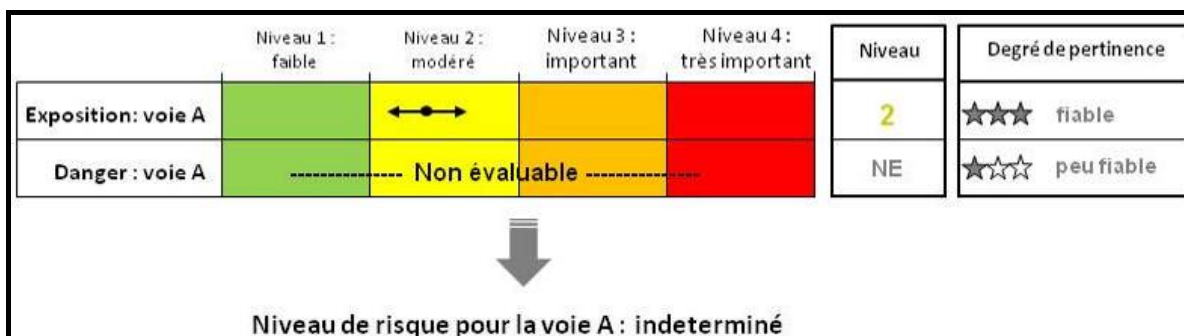 Niveau 1 :
faible
Niveau 2 :
modéré
Niveau 3 :
important
Niveau 4 :
très important
Niveau
Degré de pertinence
Exposition: voie A
2
fiable
Danger : voie A
---------- Non évaluable ----------
NE
peu fiable
Niveau de risque pour la voie A : indeterminé